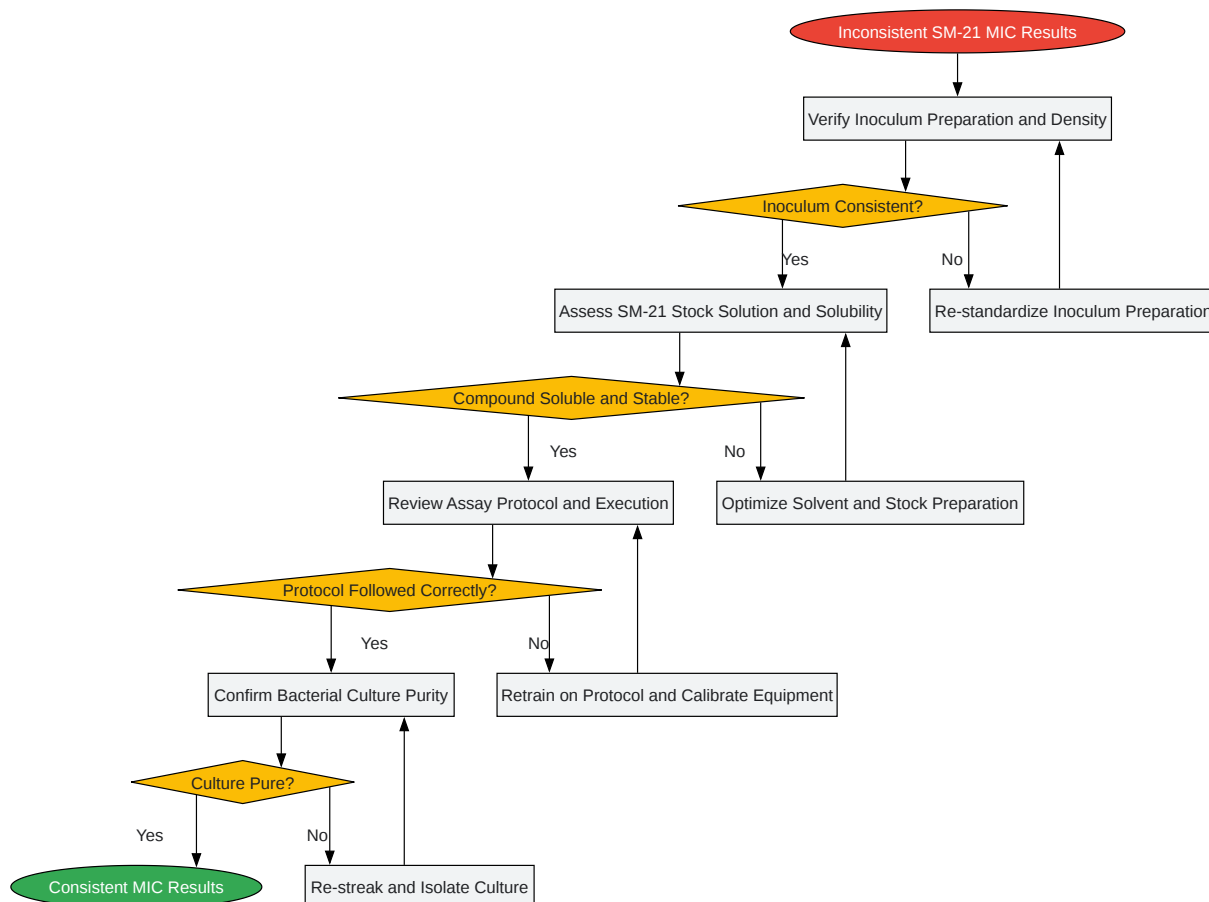 Inconsistent SM-21 MIC Results
Verify Inoculum Preparation and Density
Inoculum Consistent?
Yes
No
Assess SM-21 Stock Solution and Solubility
Re-standardize Inoculum Preparation
Compound Soluble and Stable?
Yes
No
Review Assay Protocol and Execution
Optimize Solvent and Stock Preparation
Protocol Followed Correctly?
Yes
No
Confirm Bacterial Culture Purity
Retrain on Protocol and Calibrate Equipment
Culture Pure?
Yes
No
Consistent MIC Results
Re-streak and Isolate Culture